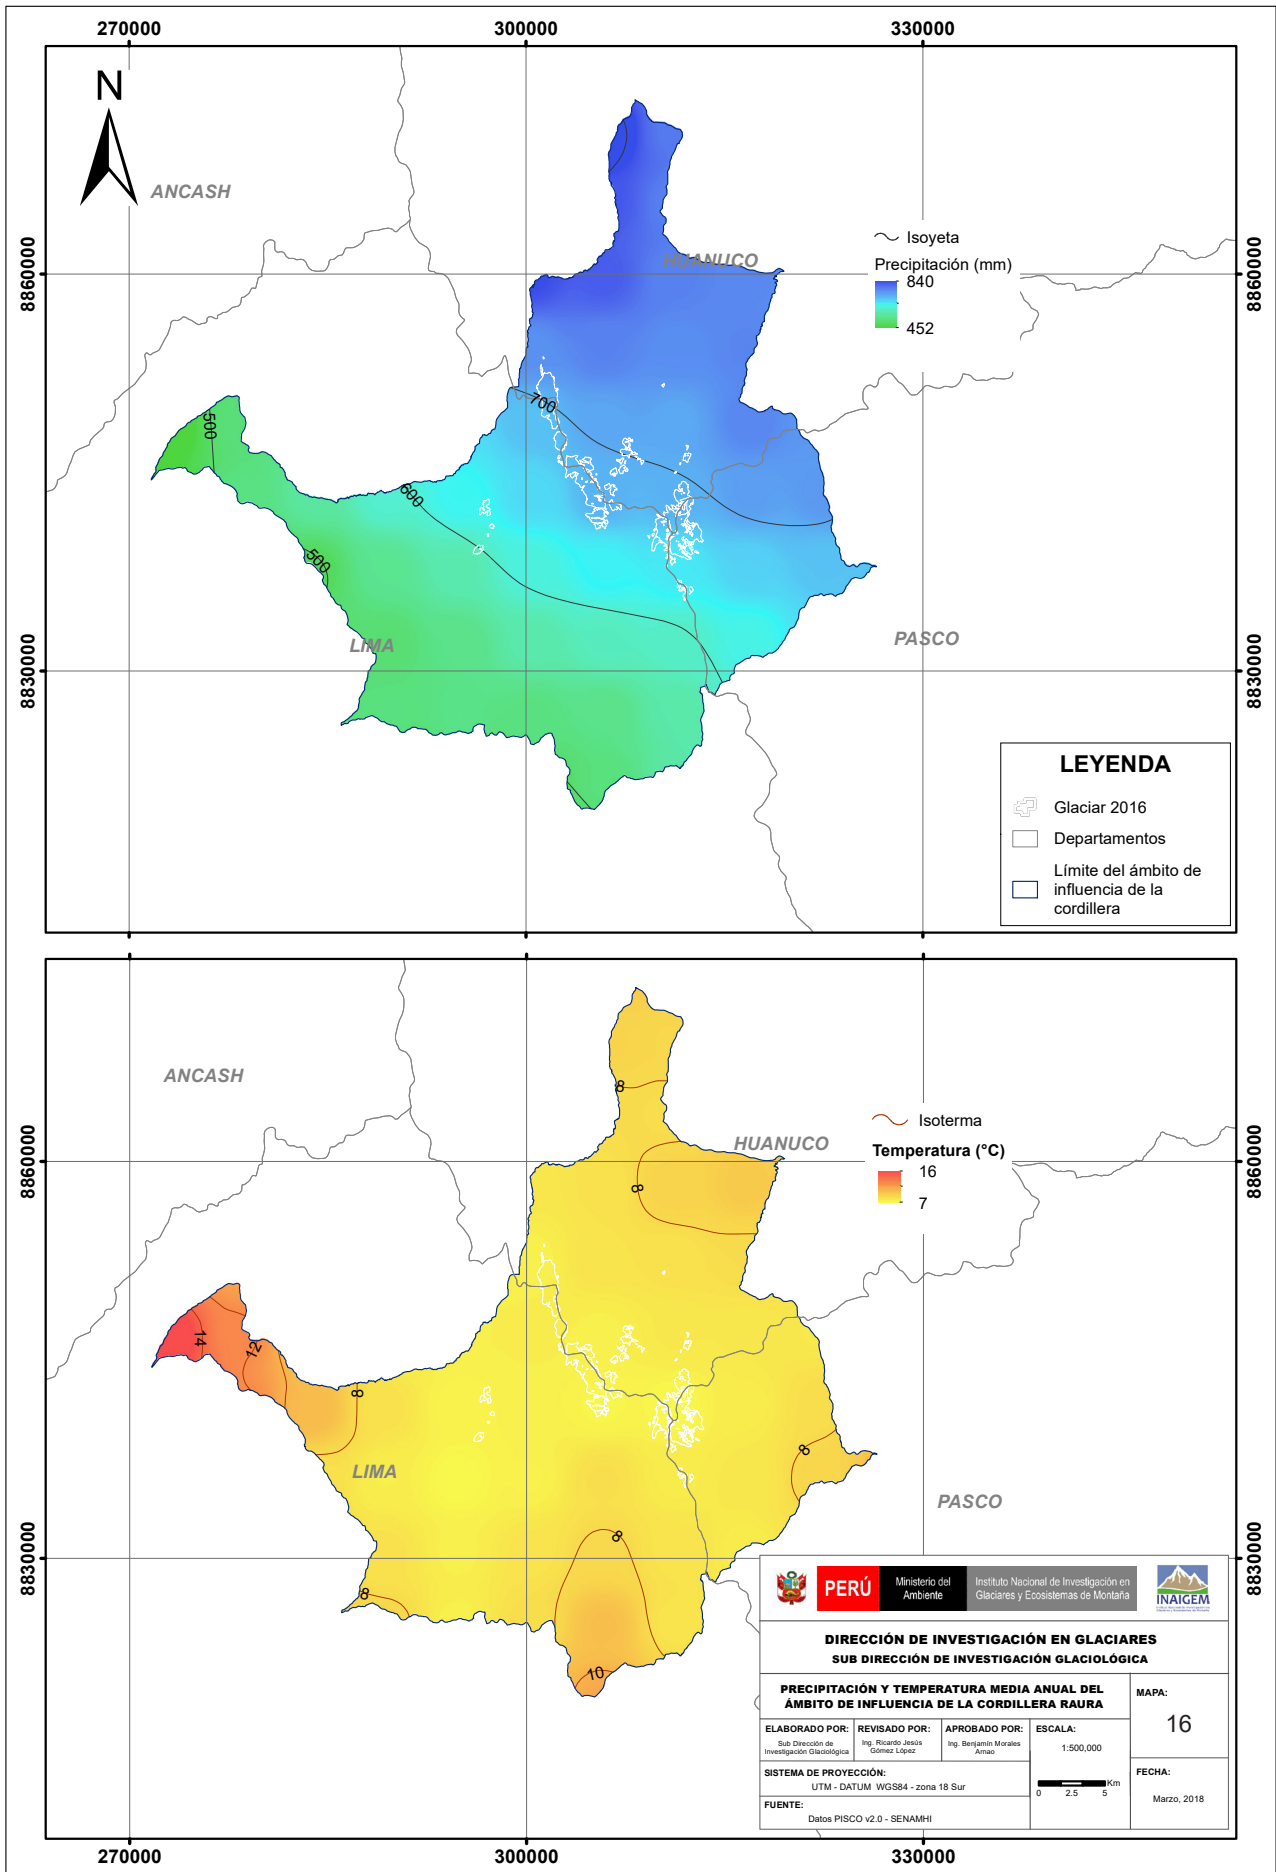 270000
300000
330000
N
ANCASH
HUANUCO
Isoyeta
Precipitación (mm)
840
452
8860000
8860000
700
500
600
500
LIMA
PASCO
8830000
8830000
LEYENDA
Glaciar 2016
Departamentos
Límite del ámbito de
influencia de la
cordillera
ANCASH
8
HUANUCO
Isoterma
Temperatura (°C)
16
7
8860000
8860000
8
14
12
8
8
LIMA
PASCO
8
8
10
8830000
8830000
PERÚ
Ministerio del
Ambiente
Instituto Nacional de Investigación en
Glaciares y Ecosistemas de Montaña
INAIGEM
DIRECCIÓN DE INVESTIGACIÓN EN GLACIARES
SUB DIRECCIÓN DE INVESTIGACIÓN GLACIOLÓGICA
PRECIPITACIÓN Y TEMPERATURA MEDIA ANUAL DEL
ÁMBITO DE INFLUENCIA DE LA CORDILLERA RAURA
MAPA:
16
ELABORADO POR:
Sub Dirección de
Investigación Glaciológica
REVISADO POR:
Ing. Ricardo Jesús
Gómez López
APROBADO POR:
Ing. Benjamín Morales
Arnao
ESCALA:
1:500,000
0 2.5 5 Km
SISTEMA DE PROYECCIÓN:
UTM - DATUM WGS84 - zona 18 Sur
FECHA:
Marzo, 2018
FUENTE:
Datos PISCO v2.0 - SENAMHI
270000
300000
330000